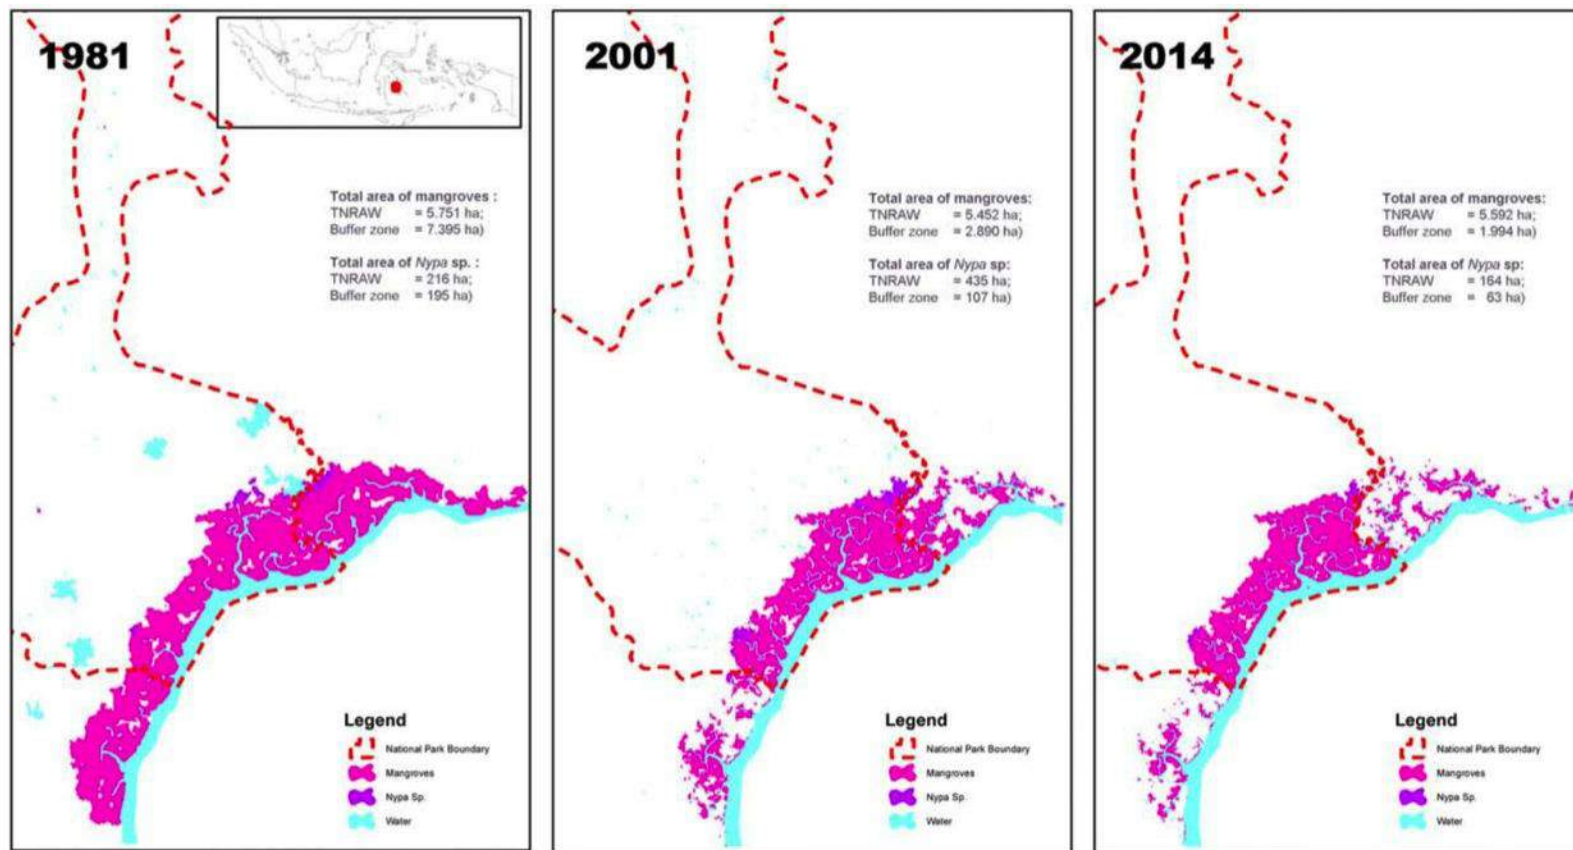 1981
Total area of mangroves :
TNRAW = 5.751 ha;
Buffer zone = 7.395 ha)
Total area of Nypa sp. :
TNRAW = 216 ha;
Buffer zone = 195 ha)
Legend
National Park Boundary
Mangroves
Nypa Sp.
Water
2001
Total area of mangroves:
TNRAW = 5.452 ha;
Buffer zone = 2.890 ha)
Total area of Nypa sp:
TNRAW = 435 ha;
Buffer zone = 107 ha)
Legend
National Park Boundary
Mangroves
Nypa Sp.
Water
2014
Total area of mangroves:
TNRAW = 5.592 ha;
Buffer zone = 1.994 ha)
Total area of Nypa sp:
TNRAW = 164 ha;
Buffer zone = 63 ha)
Legend
National Park Boundary
Mangroves
Nypa Sp.
Water